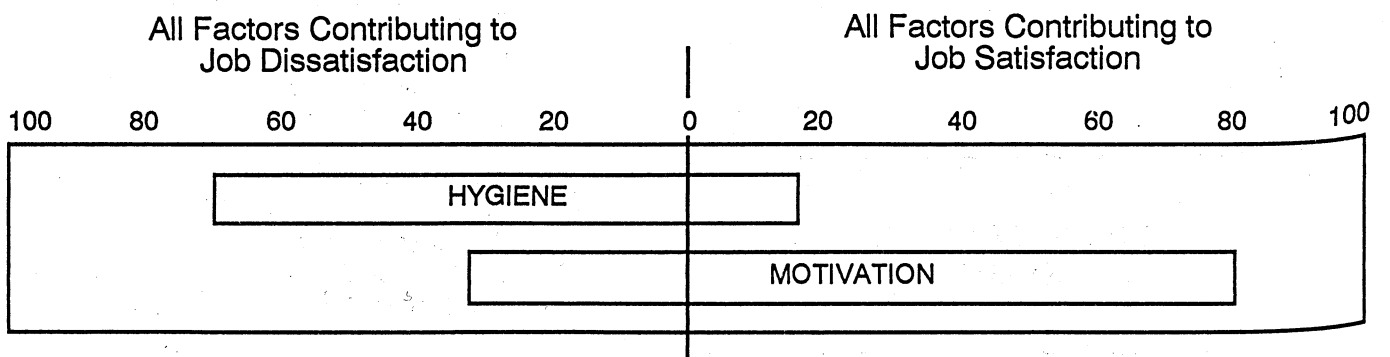 All Factors Contributing to
Job Dissatisfaction
All Factors Contributing to
Job Satisfaction
100 80 60 40 20 0 20 40 60 80 100
HYGIENE
MOTIVATION